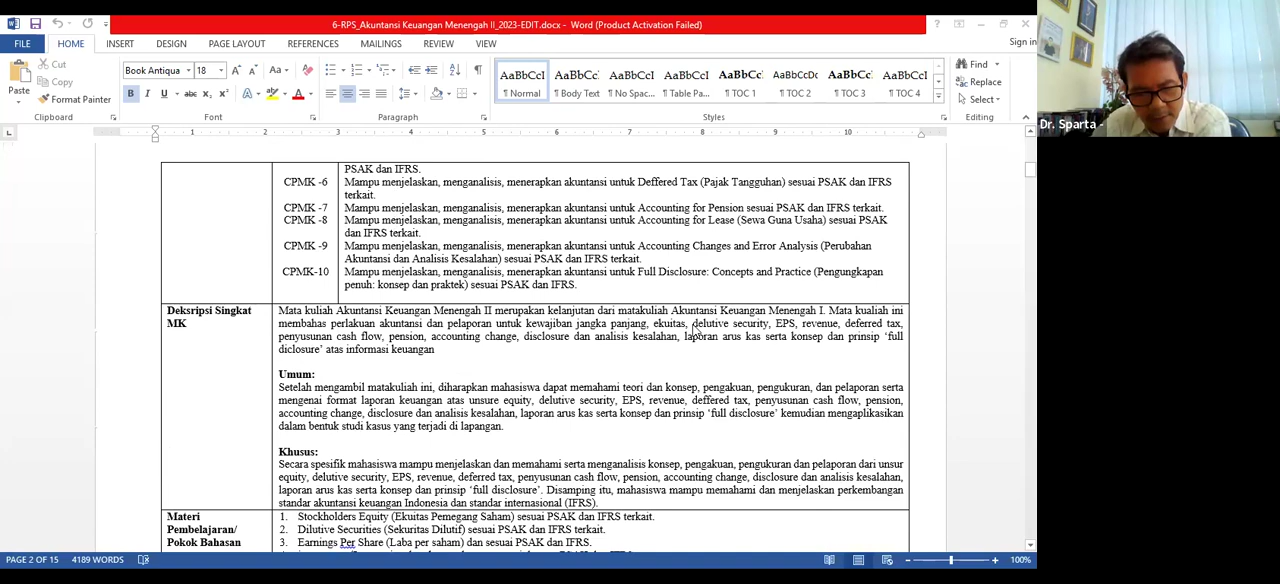 6-RPS_Akuntansi Keuangan Menengah II_2023-EDIT.docx - Word (Product Activation Failed)
FILE HOME INSERT DESIGN PAGE LAYOUT REFERENCES MAILINGS REVIEW VIEW Sign in
Cut
Copy
Format Painter
Paste
Book Antiqua 18
AaBbCcI AaBbCcI AaBbCcI AaBbCcI AaBbCc AaBbCcDc AaBbCc AaBbCcI
¶ Normal ¶ Body Text ¶ No Spac... ¶ Table Pa... ¶ TOC 1 ¶ TOC 2 ¶ TOC 3 ¶ TOC 4
Find
Replace
Select
Clipboard Font Paragraph Styles Editing
Dr. Sparta -
1 2 3 4 5 6 7 8 9 10
PSAK dan IFRS.
CPMK -6 Mampu menjelaskan, menganalisis, menerapkan akuntansi untuk Deffered Tax (Pajak Tangguhan) sesuai PSAK dan IFRS
terkait.
CPMK -7 Mampu menjelaskan, menganalisis, menerapkan akuntansi untuk Accounting for Pension sesuai PSAK dan IFRS terkait.
CPMK -8 Mampu menjelaskan, menganalisis, menerapkan akuntansi untuk Accounting for Lease (Sewa Guna Usaha) sesuai PSAK
dan IFRS terkait.
CPMK -9 Mampu menjelaskan, menganalisis, menerapkan akuntansi untuk Accounting Changes and Error Analysis (Perubahan
Akuntansi dan Analisis Kesalahan) sesuai PSAK dan IFRS terkait.
CPMK-10 Mampu menjelaskan, menganalisis, menerapkan akuntansi untuk Full Disclosure: Concepts and Practice (Pengungkapan
penuh: konsep dan praktek) sesuai PSAK dan IFRS.
Deksripsi Singkat
MK
Mata kuliah Akuntansi Keuangan Menengah II merupakan kelanjutan dari matakuliah Akuntansi Keuangan Menengah I. Mata kualiah ini
membahas perlakuan akuntansi dan pelaporan untuk kewajiban jangka panjang, ekuitas, delutive security, EPS, revenue, deferred tax,
penyusunan cash flow, pension, accounting change, disclosure dan analisis kesalahan, laporan arus kas serta konsep dan prinsip ‘full
diclosure’ atas informasi keuangan
Umum:
Setelah mengambil matakuliah ini, diharapkan mahasiswa dapat memahami teori dan konsep, pengakuan, pengukuran, dan pelaporan serta
mengenai format laporan keuangan atas unsure equity, delutive security, EPS, revenue, deffered tax, penyusunan cash flow, pension,
accounting change, disclosure dan analisis kesalahan, laporan arus kas serta konsep dan prinsip ‘full disclosure’ kemudian mengaplikasikan
dalam bentuk studi kasus yang terjadi di lapangan.
Khusus:
Secara spesifik mahasiswa mampu menjelaskan dan memahami serta menganalisis konsep, pengakuan, pengukuran dan pelaporan dari unsur
equity, delutive security, EPS, revenue, deferred tax, penyusunan cash flow, pension, accounting change, disclosure dan analisis kesalahan,
laporan arus kas serta konsep dan prinsip ‘full disclosure’. Disamping itu, mahasiswa mampu memahami dan menjelaskan perkembangan
standar akuntansi keuangan Indonesia dan standar internasional (IFRS).
Materi
Pembelajaran/
Pokok Bahasan
1. Stockholders Equity (Ekuitas Pemegang Saham) sesuai PSAK dan IFRS terkait.
2. Dilutive Securities (Sekuritas Dilutif) sesuai PSAK dan IFRS terkait.
3. Earnings Per Share (Laba per saham) dan sesuai PSAK dan IFRS.
PAGE 2 OF 15 4189 WORDS 100%